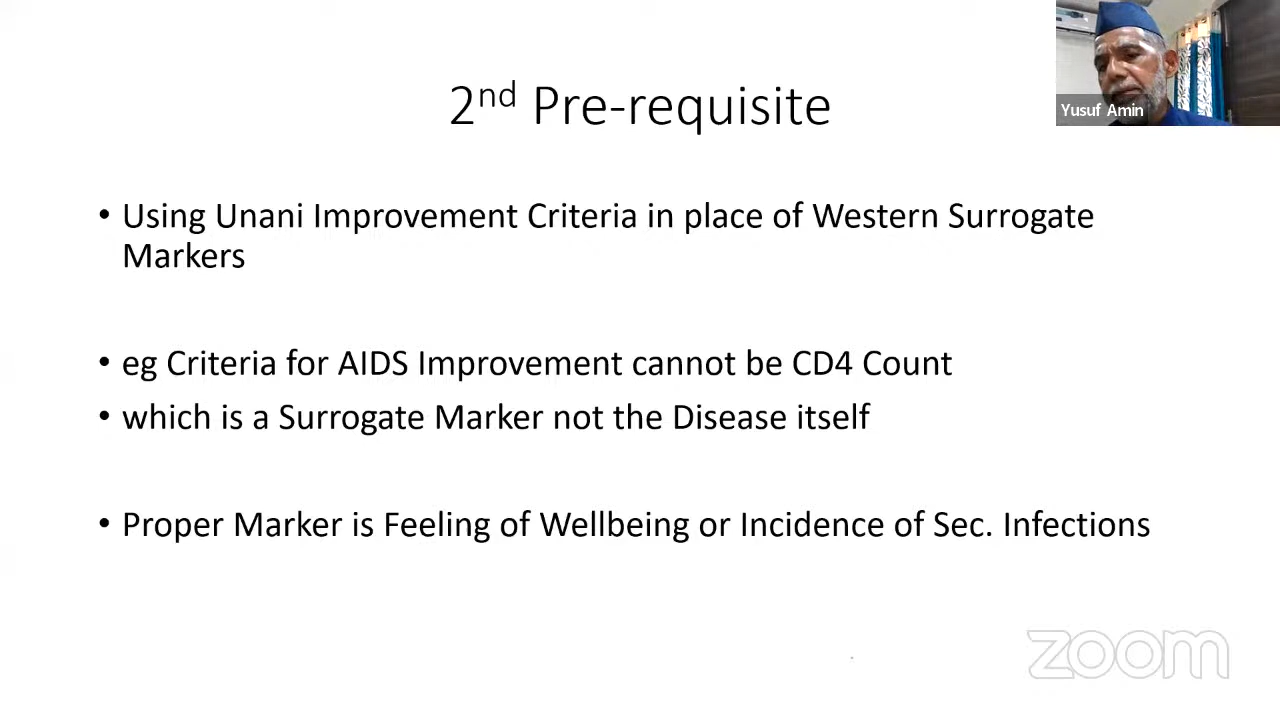 2nd Pre-requisite
Yusuf Amin
• Using Unani Improvement Criteria in place of Western Surrogate
Markers
• eg Criteria for AIDS Improvement cannot be CD4 Count
• which is a Surrogate Marker not the Disease itself
• Proper Marker is Feeling of Wellbeing or Incidence of Sec. Infections
zoom